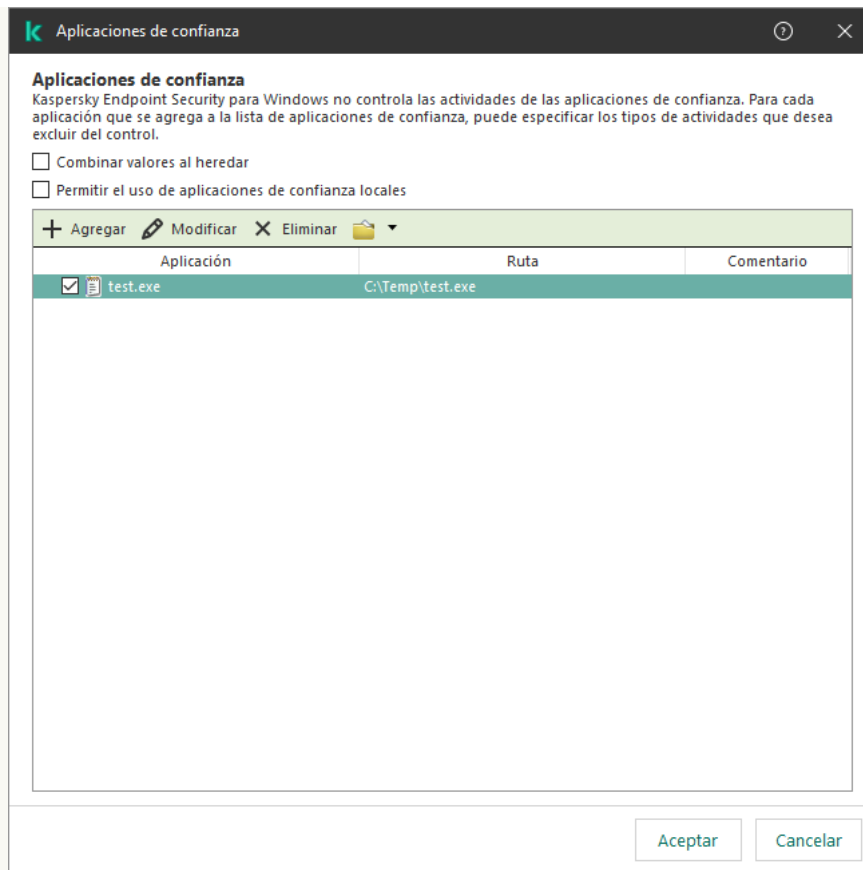 Aplicaciones de confianza
Aplicaciones de confianza
Kaspersky Endpoint Security para Windows no controla las actividades de las aplicaciones de confianza. Para cada
aplicación que se agrega a la lista de aplicaciones de confianza, puede especificar los tipos de actividades que desea
excluir del control.
Combinar valores al heredar
Permitir el uso de aplicaciones de confianza locales
Agregar Modificar Eliminar
Aplicación Ruta Comentario
test.exe C:\Temp\test.exe
Aceptar Cancelar